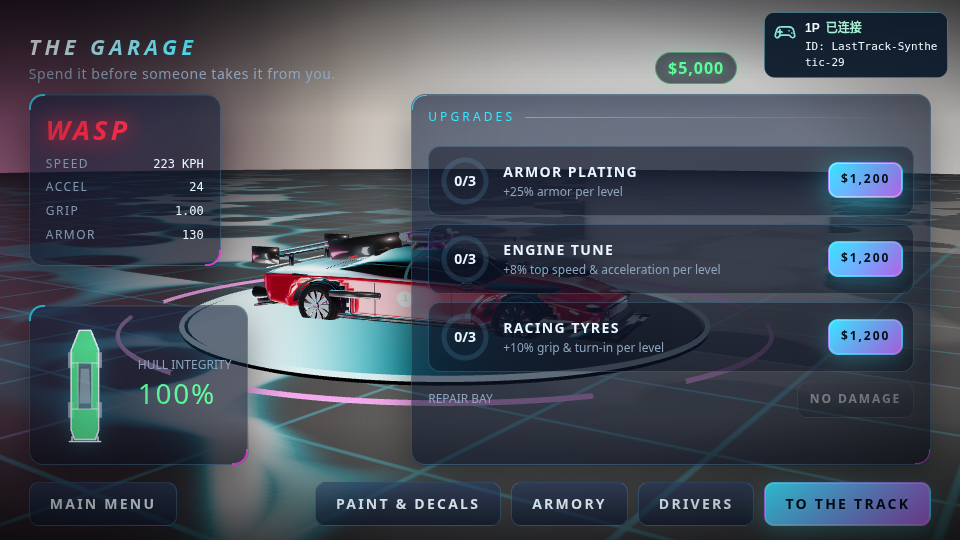 THE GARAGE
Spend it before someone takes it from you.
$5,000
1P 已连接
ID: LastTrack-Synthe
tic-29
WASP
SPEED 223 KPH
ACCEL 24
GRIP 1.00
ARMOR 130
HULL INTEGRITY
100%
UPGRADES
0/3 ARMOR PLATING $1,200
+25% armor per level
0/3 ENGINE TUNE $1,200
+8% top speed & acceleration per level
0/3 RACING TYRES $1,200
+10% grip & turn-in per level
REPAIR BAY NO DAMAGE
MAIN MENU PAINT & DECALS ARMORY DRIVERS TO THE TRACK